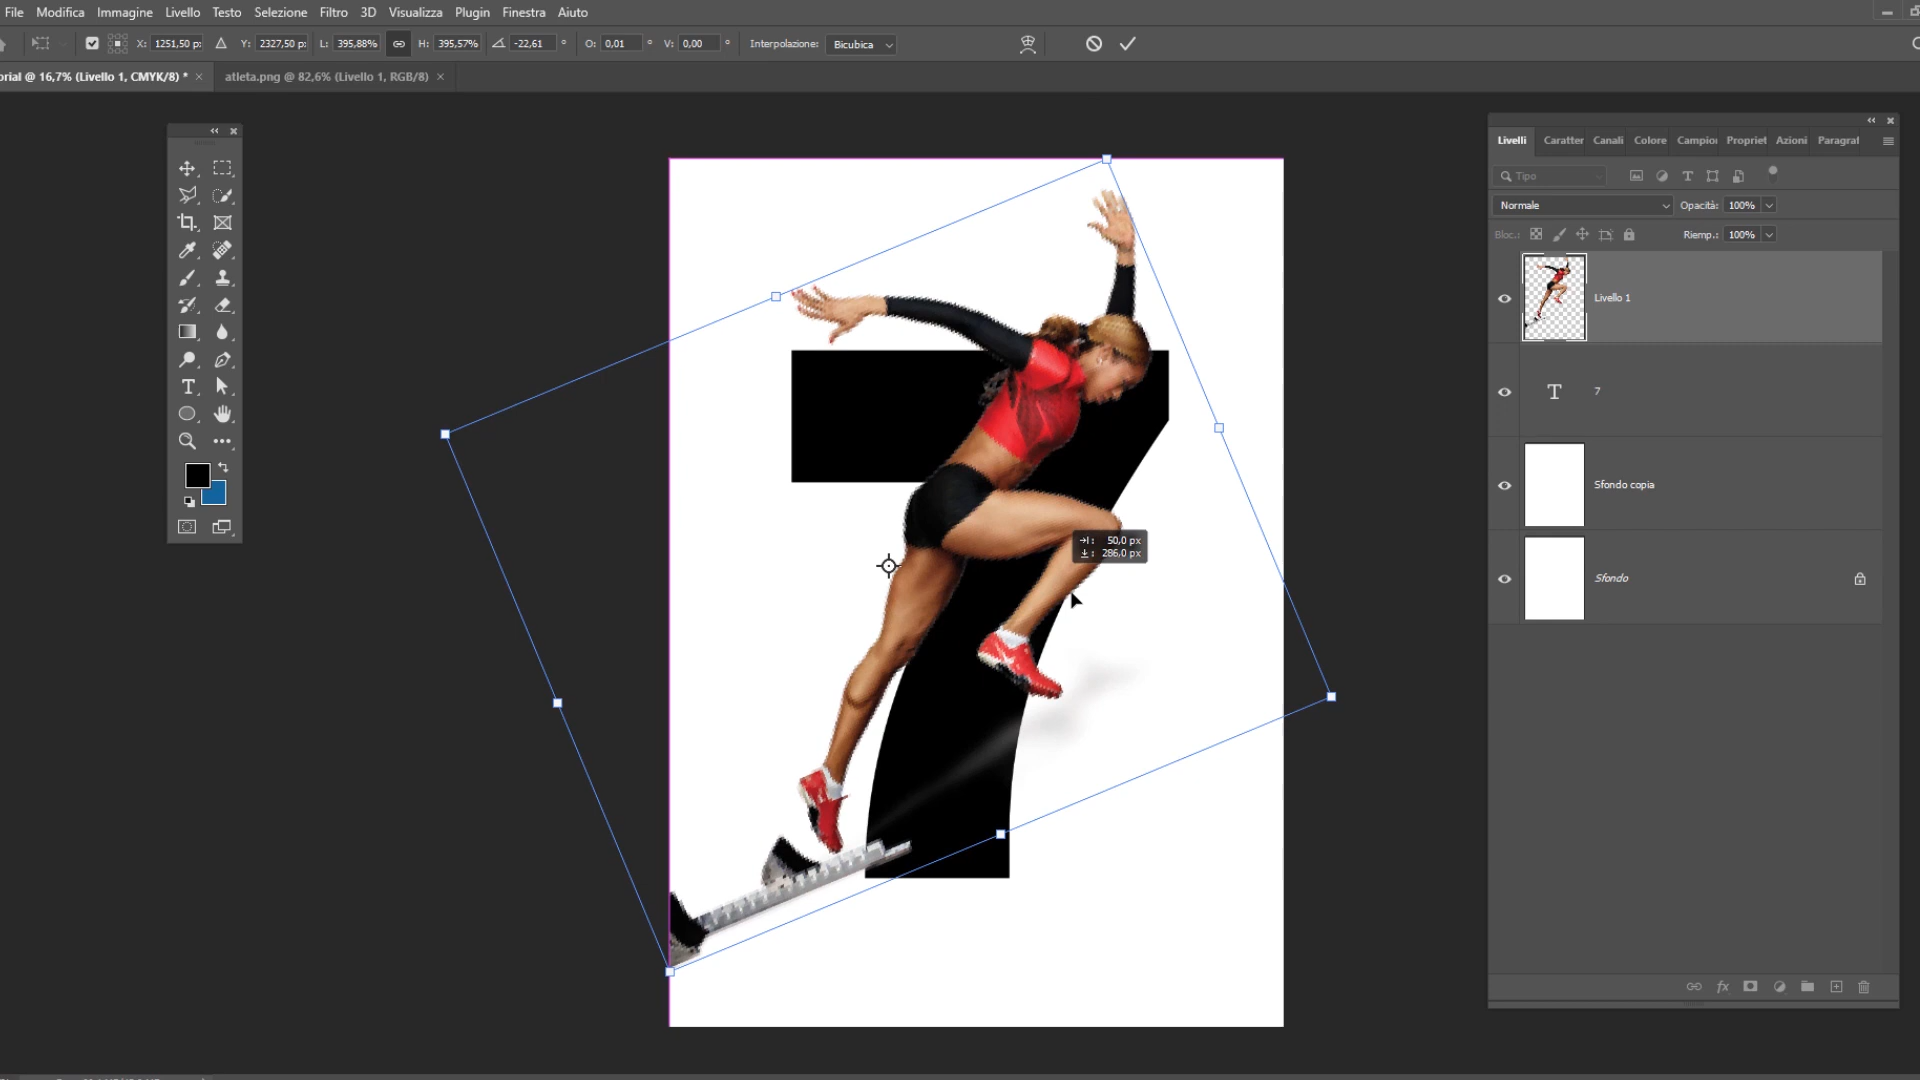 File Modifica Immagine Livello Testo Selezione Filtro 3D Visualizza Plugin Finestra Aiuto
X: 1251,50 p: Y: 2327,50 p: L: 395,88% H: 395,57% -22,61 ° O: 0,01 ° V: 0,00 ° Interpolazione: Bicubica
orial @ 16,7% (Livello 1, CMYK/8) * × atleta.png @ 82,6% (Livello 1, RGB/8) ×
Livelli Caratter Canali Colore Campio Propriet Azioni Paragraf
Tipo
Normale Opacità: 100%
Bloc.: Riemp.: 100%
Livello 1
T 7
Sfondo copia
Sfondo
7
50,0 px
286,0 px